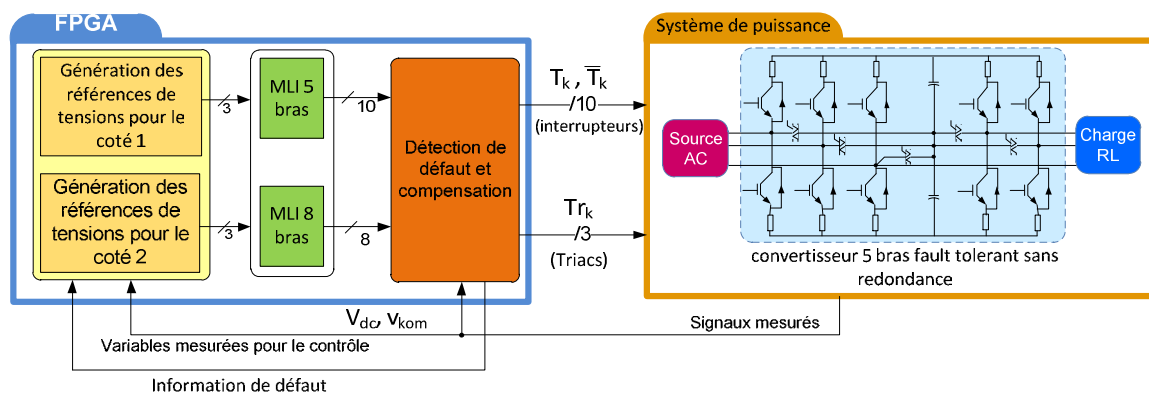 FPGA
Système de puissance
Génération des
références de
tensions pour le
coté 1
3
MLI 5
bras
10
Détection de
défaut et
compensation
Génération des
références de
tensions pour le
coté 2
3
MLI 8
bras
8
Tk , T̅k
/10
(interrupteurs)
Trk
/3
(Triacs)
Source
AC
Charge
RL
convertisseur 5 bras fault tolerant sans
redondance
Vdc, vkom
Signaux mesurés
Variables mesurées pour le contrôle
Information de défaut